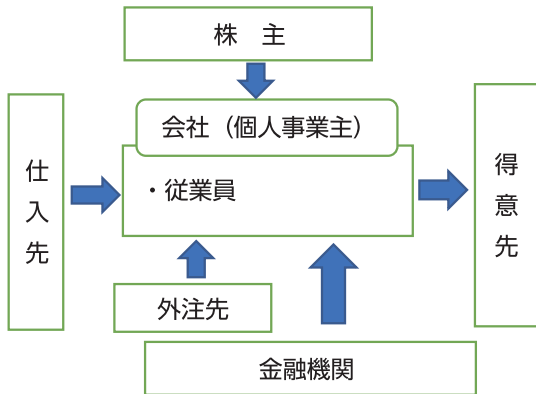 株　主
会社（個人事業主）
・従業員
仕入先
得意先
外注先
金融機関